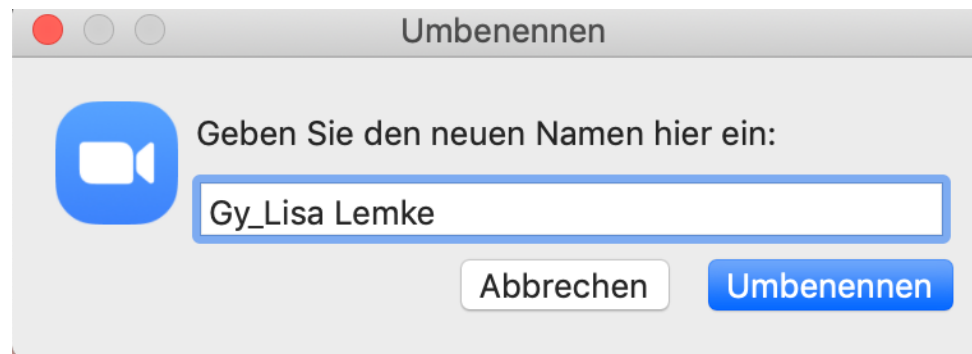 Umbenennen
Geben Sie den neuen Namen hier ein:
Gy_Lisa Lemke
Abbrechen Umbenennen